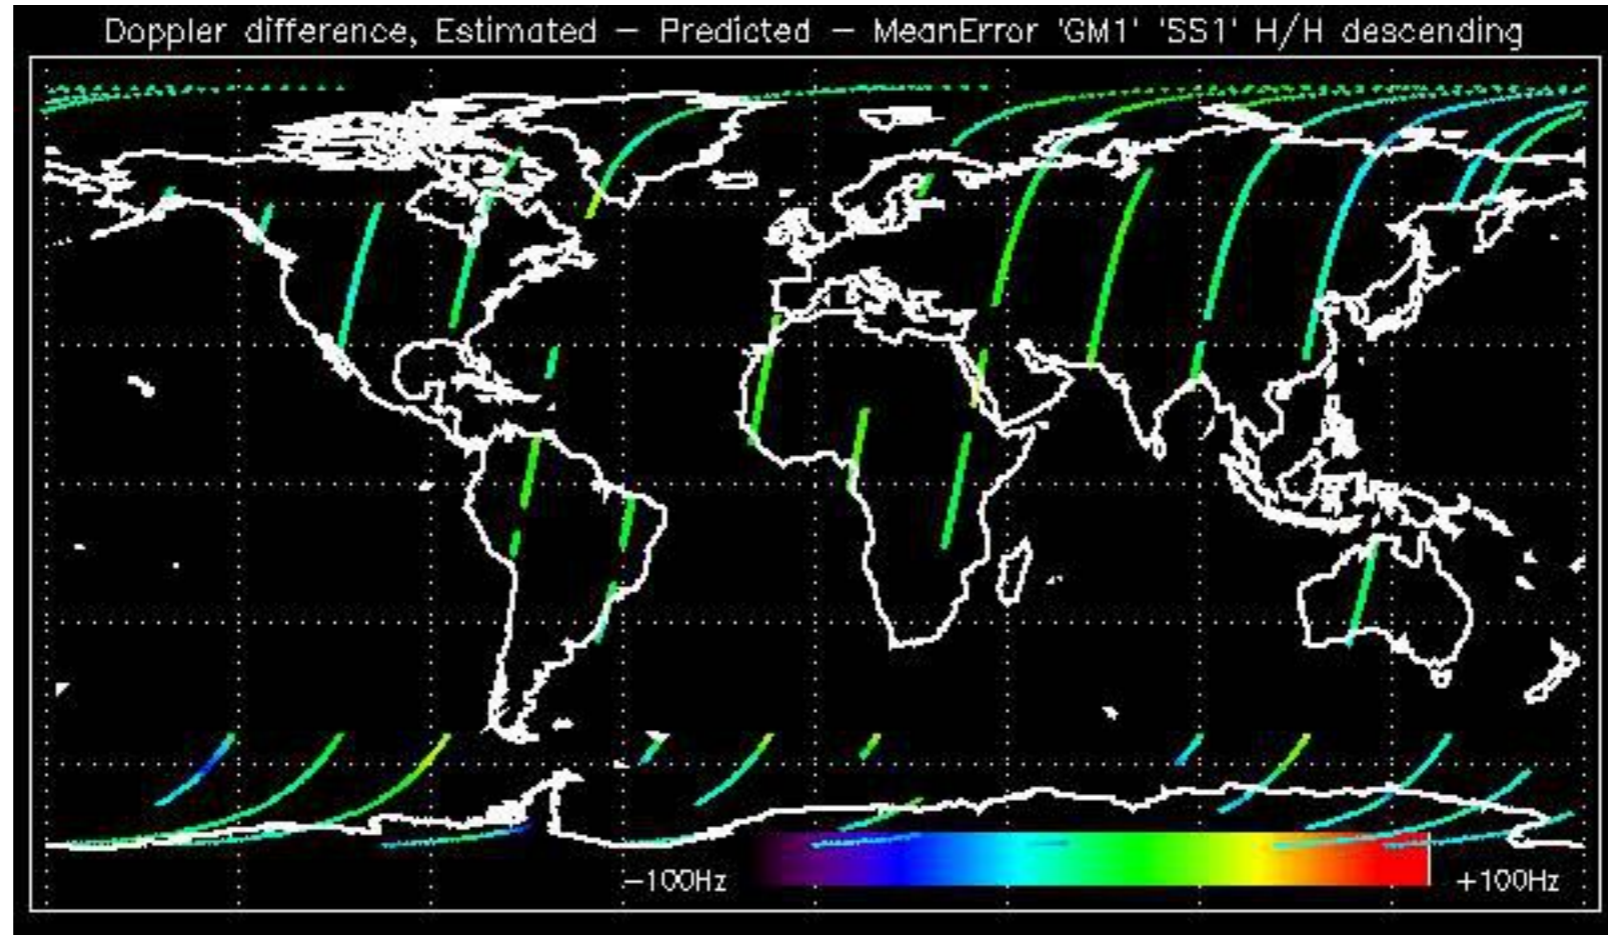 Doppler difference, Estimated — Predicted — MeanError 'GM1' 'SS1' H/H descending
—100Hz
+100Hz